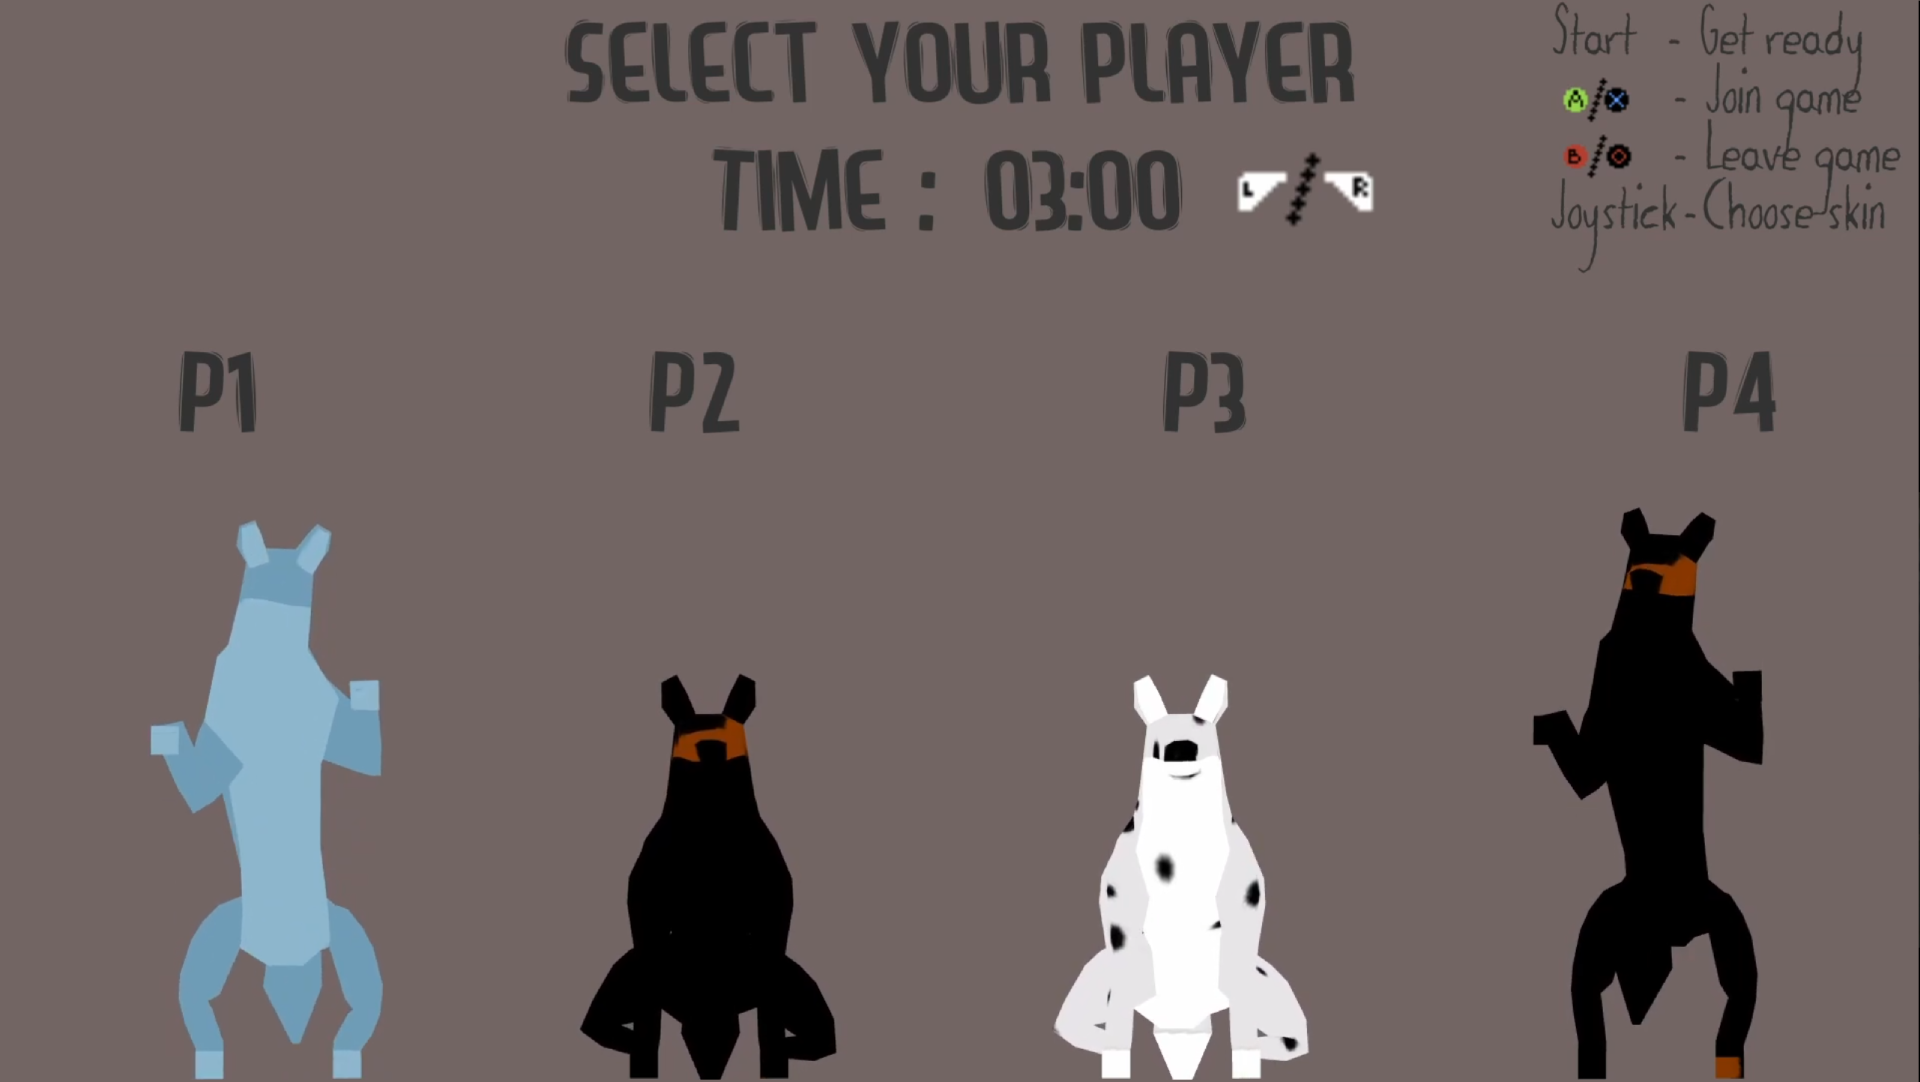 SELECT YOUR PLAYER
TIME : 03:00 L / R
Start - Get ready
A/X - Join game
B/ - Leave game
Joystick - Choose skin
P1 P2 P3 P4